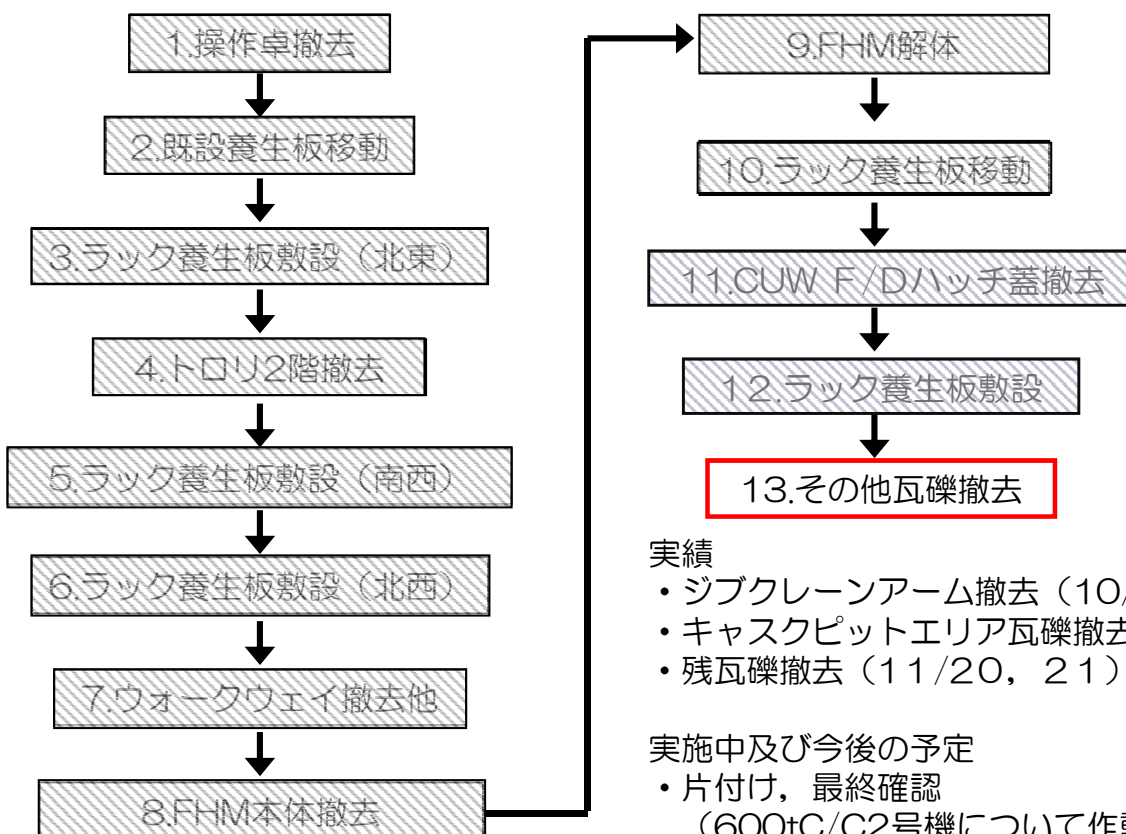 1.操作卓撤去
2.既設養生板移動
3.ラック養生板敷設（北東）
4.トロリ2階撤去
5.ラック養生板敷設（南西）
6.ラック養生板敷設（北西）
7.ウォークウェイ撤去他
8.FHM本体撤去
9.FHM解体
10.ラック養生板移動
11.CUW F/Dハッチ蓋撤去
12.ラック養生板敷設
13.その他瓦礫撤去
実績
・ジブクレーンアーム撤去（10/
・キャスクピットエリア瓦礫撤去
・残瓦礫撤去（11/20，21）
実施中及び今後の予定
・片付け，最終確認
（600tC/C2号機について作動